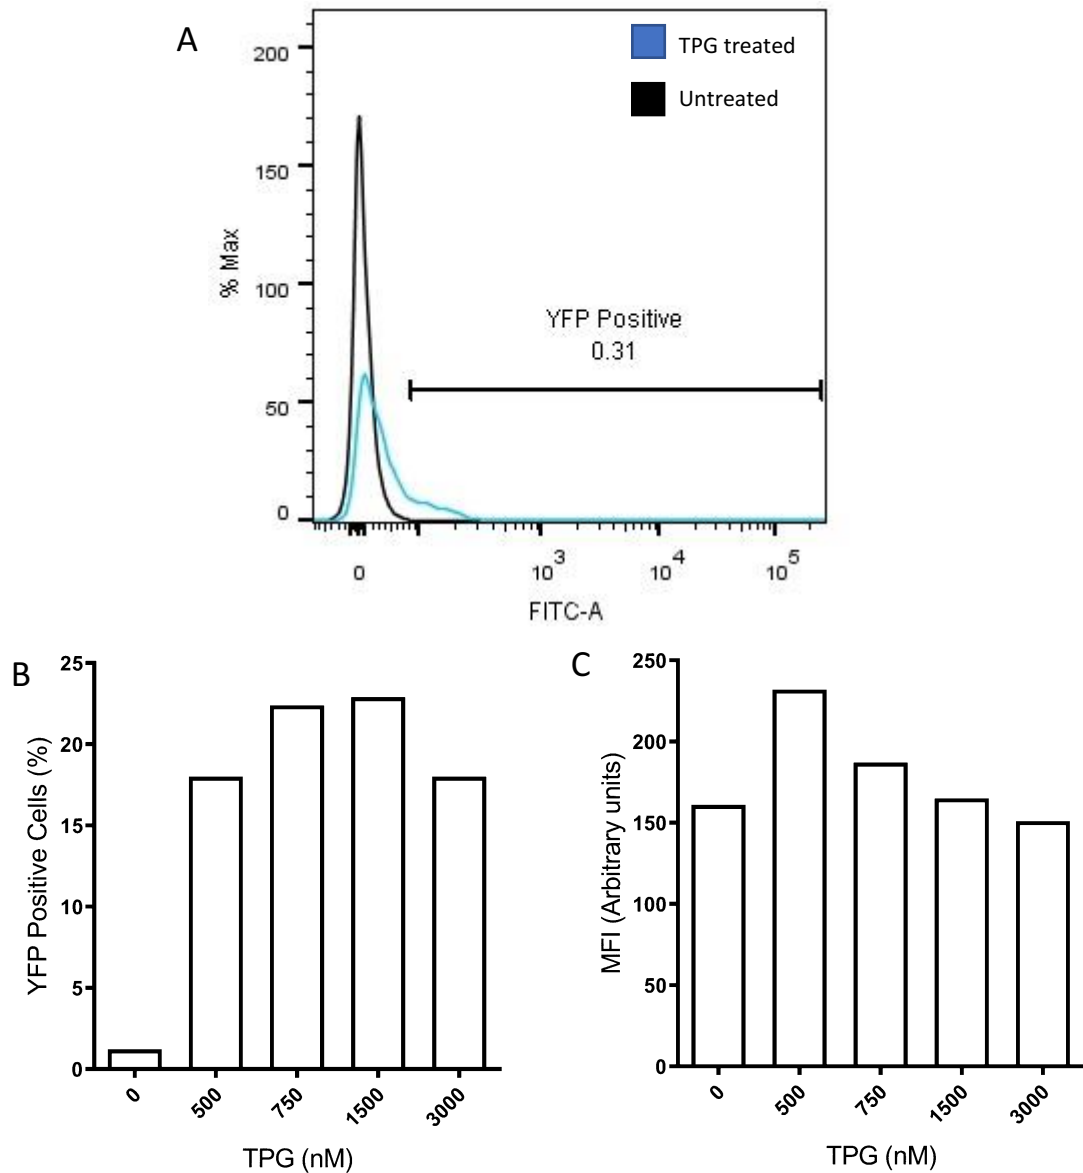 A
TPG treated
Untreated
200
150
100
50
0
% Max
YFP Positive
0.31
0
10³
10⁴
10⁵
FITC-A
B
25
20
15
10
5
0
YFP Positive Cells (%)
0
500
750
1500
3000
TPG (nM)
C
250
200
150
100
50
0
MFI (Arbitrary units)
0
500
750
1500
3000
TPG (nM)